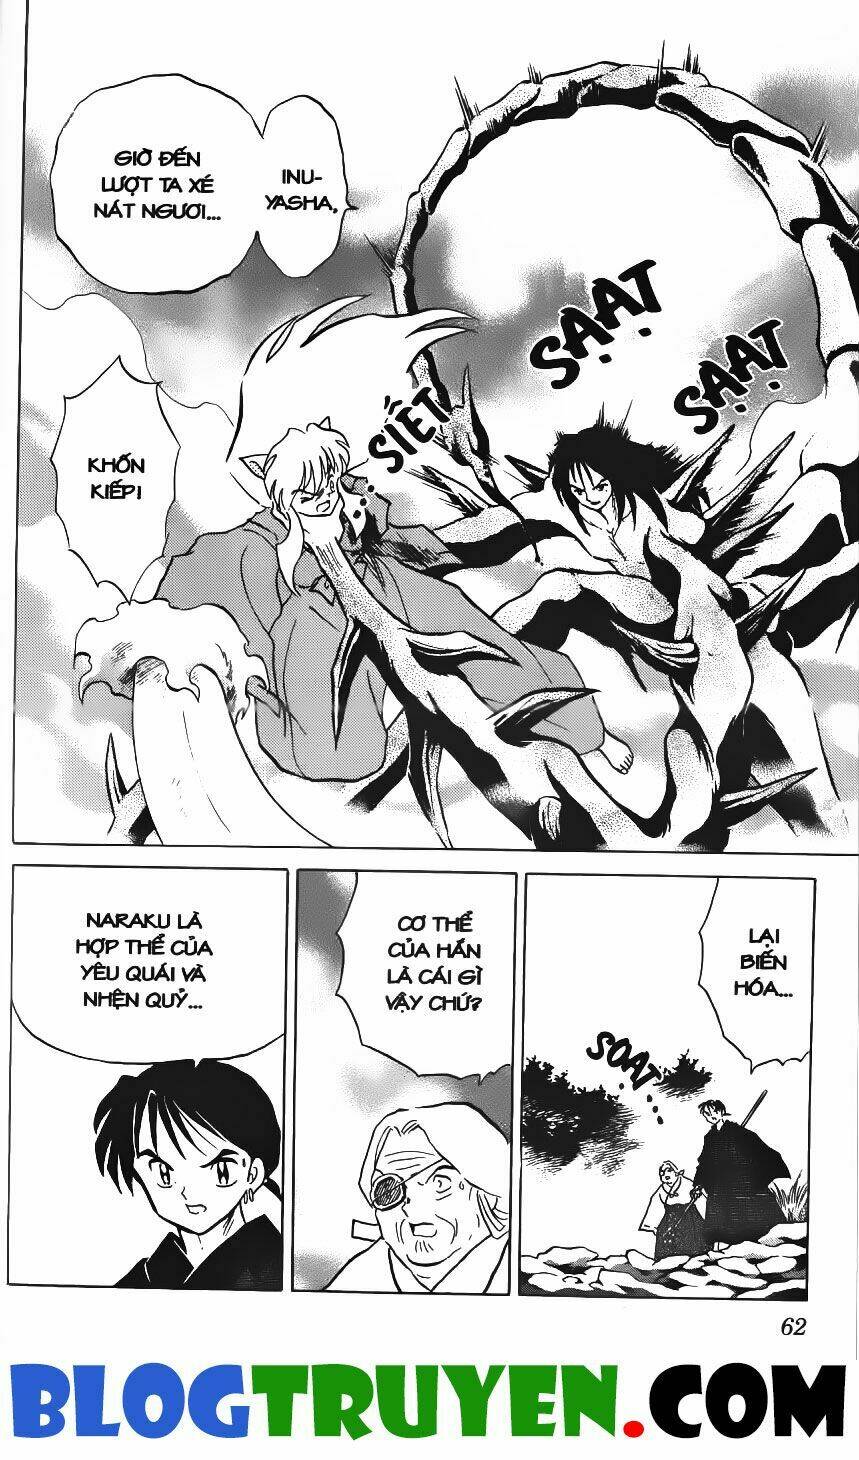 INU-
YASHA,
GIỜ ĐẾN
LƯỢT TA XÉ
NÁT NGƯƠI...
SẠẠT
SẠẠT
SIẾT...
KHỐN
KIẾP!
LẠI
BIẾN
HÓA...
SOẠT...
CƠ THỂ
CỦA HẮN
LÀ CÁI GÌ
VẬY CHỨ?
NARAKU LÀ
HỢP THỂ CỦA
YÊU QUÁI VÀ
NHỆN QUỶ...
62
BLOGTRUYEN.COM